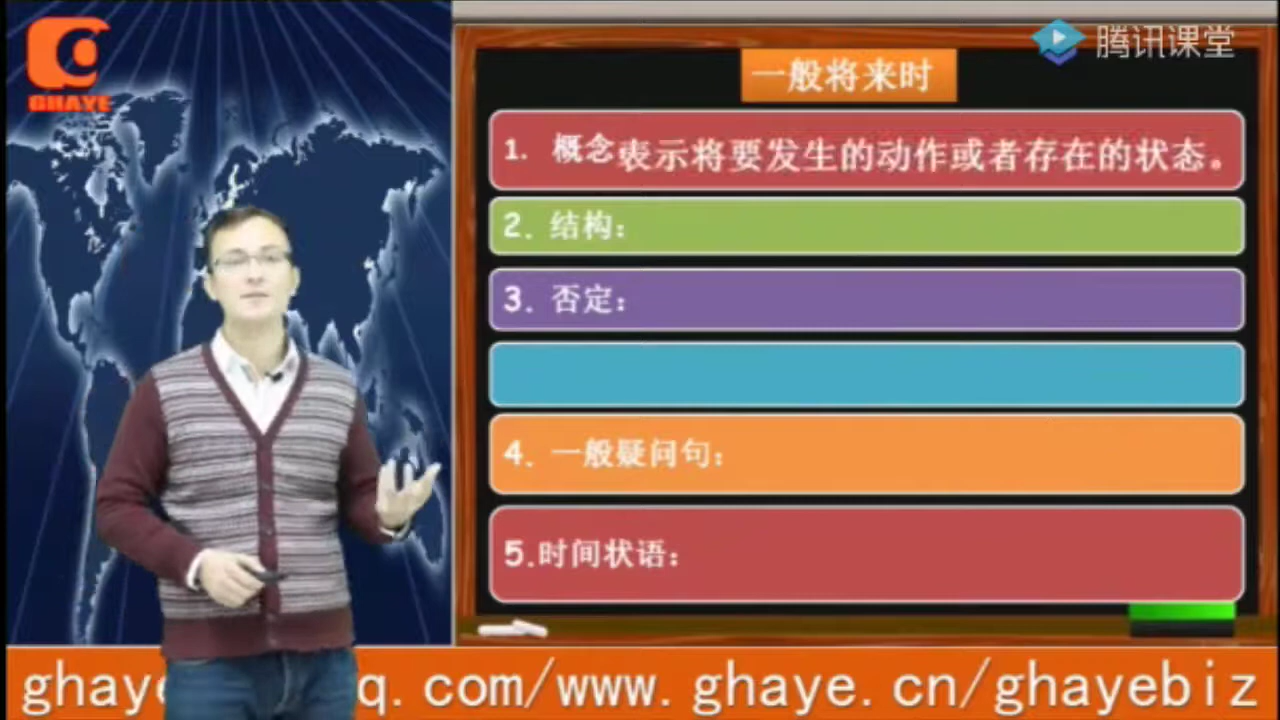 GHAYE
腾讯课堂
一般将来时
1. 概念表示将要发生的动作或者存在的状态。
2. 结构：
3. 否定：
4. 一般疑问句：
5.时间状语：
q.com/www.ghaye.cn/ghayebiz